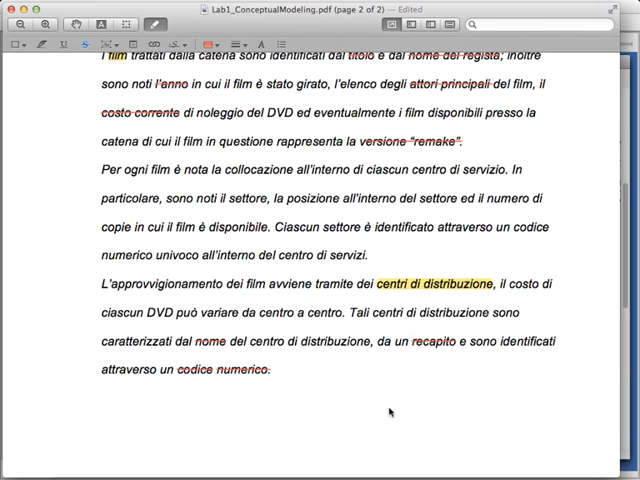 Lab1_ConceptualModeling.pdf (page 2 of 2) — Edited
I film trattati dalla catena sono identificati dal titolo e dal nome del regista; inoltre
sono noti l'anno in cui il film è stato girato, l'elenco degli attori principali del film, il
costo corrente di noleggio del DVD ed eventualmente i film disponibili presso la
catena di cui il film in questione rappresenta la versione "remake".
Per ogni film è nota la collocazione all'interno di ciascun centro di servizio. In
particolare, sono noti il settore, la posizione all'interno del settore ed il numero di
copie in cui il film è disponibile. Ciascun settore è identificato attraverso un codice
numerico univoco all'interno del centro di servizi.
L'approvvigionamento dei film avviene tramite dei centri di distribuzione, il costo di
ciascun DVD può variare da centro a centro. Tali centri di distribuzione sono
caratterizzati dal nome del centro di distribuzione, da un recapito e sono identificati
attraverso un codice numerico.